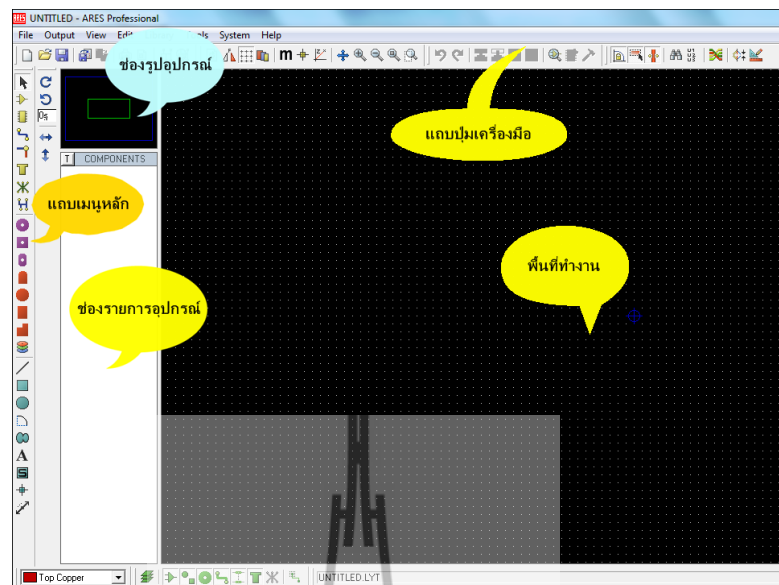 UNTITLED - ARES Professional
File Output View Edit System Help
ช่องรูปอุปกรณ์
แถบปุ่มเครื่องมือ
T COMPONENTS
แถบเมนูหลัก
พื้นที่ทำงาน
ช่องรายการอุปกรณ์
Top Copper
UNTITLED.LYT